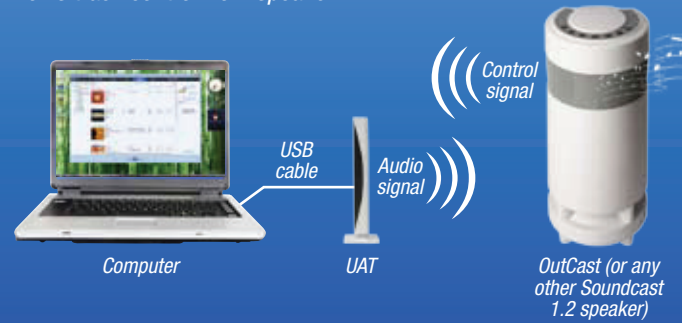 Control
signal
USB
cable
Audio
signal
Computer
UAT
OutCast (or any
other Soundcast
1.2 speaker)